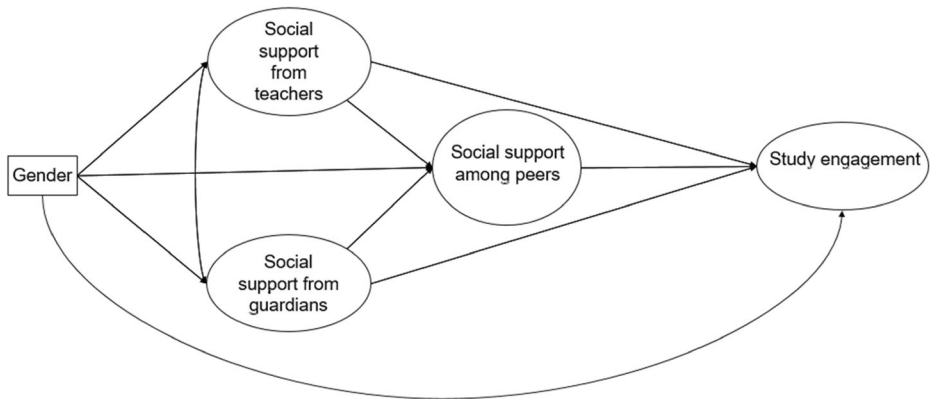 Social
support
from
teachers
Gender
Social support
among peers
Study engagement
Social
support from
guardians